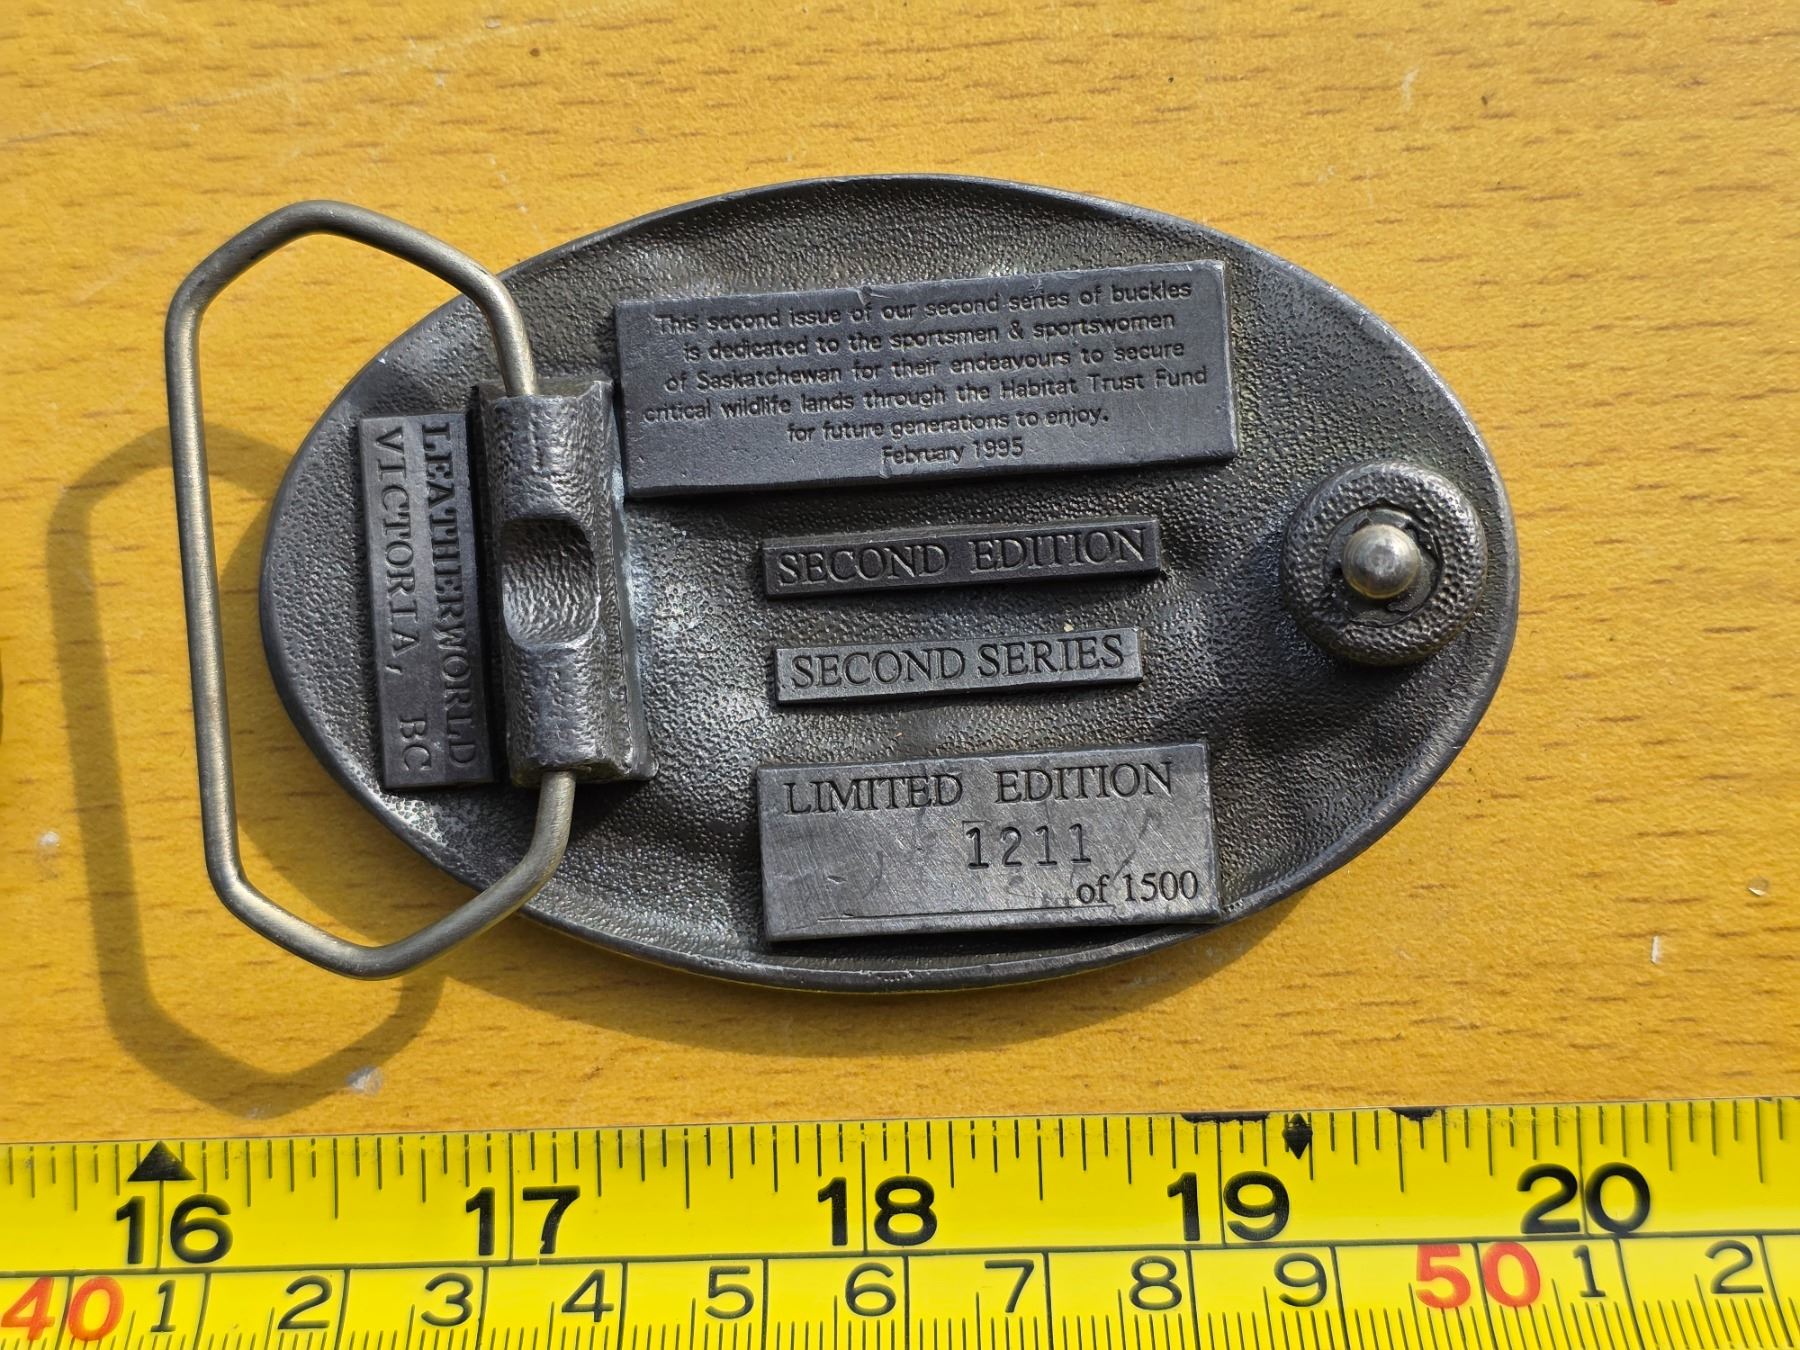 This second issue of our second series of buckles
is dedicated to the sportsmen & sportswomen
of Saskatchewan for their endeavours to secure
critical wildlife lands through the Habitat Trust Fund
for future generations to enjoy.
February 1995
LEATHERWORLD
VICTORIA, BC
SECOND EDITION
SECOND SERIES
LIMITED EDITION
1211
of 1500
16 17 18 19 20
40 1 2 3 4 5 6 7 8 9 50 1 2